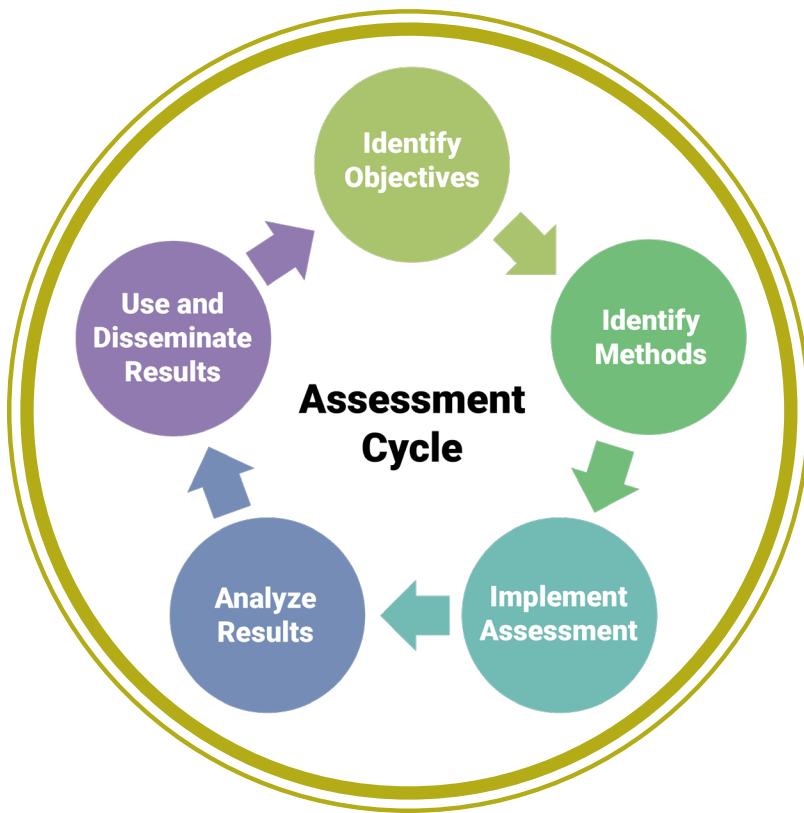 Identify
Objectives
Identify
Methods
Implement
Assessment
Analyze
Results
Use and
Disseminate
Results
Assessment
Cycle